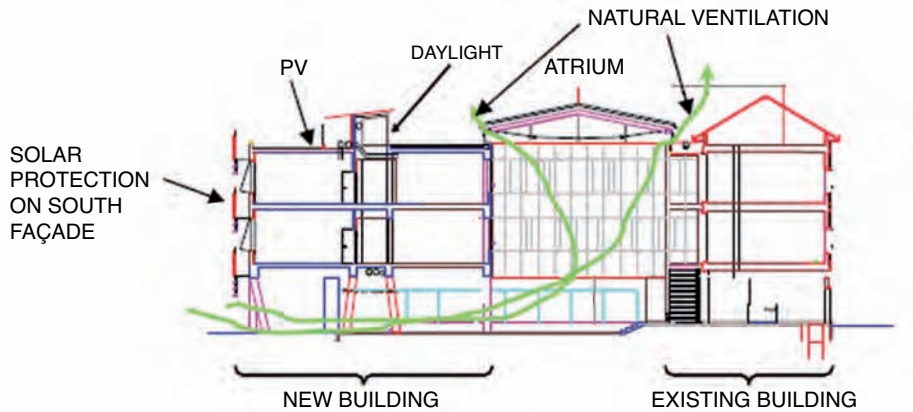 NATURAL VENTILATION
DAYLIGHT
ATRIUM
PV
SOLAR
PROTECTION
ON SOUTH
FAÇADE
NEW BUILDING
EXISTING BUILDING